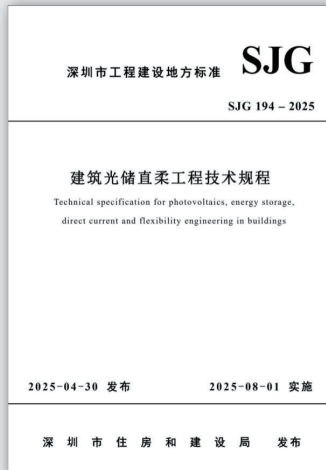 深圳市工程建设地方标准 SJG
SJG 194 – 2025
建筑光储直柔工程技术规程
Technical specification for photovoltaics, energy storage,
direct current and flexibility engineering in buildings
2025-04-30 发布 2025-08-01 实施
深圳市住房和建设局 发布